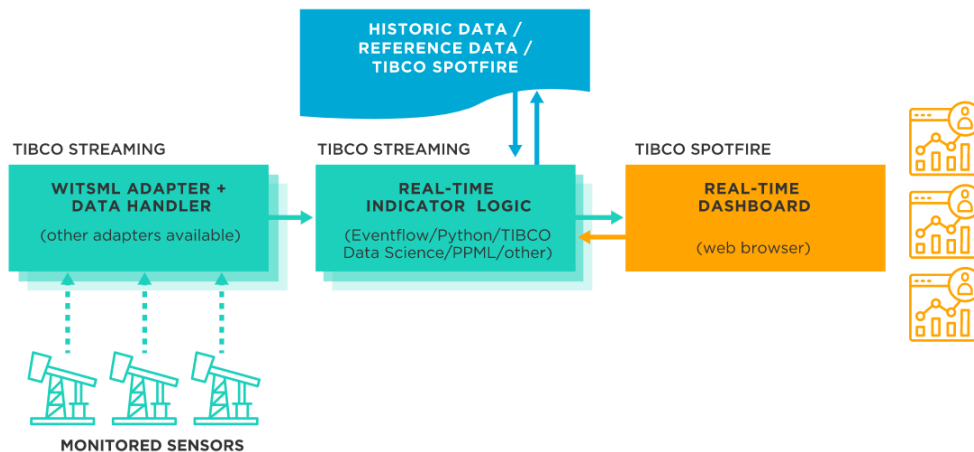 HISTORIC DATA /
REFERENCE DATA /
TIBCO SPOTFIRE
TIBCO STREAMING
WITSML ADAPTER +
DATA HANDLER
(other adapters available)
TIBCO STREAMING
REAL-TIME
INDICATOR LOGIC
(Eventflow/Python/TIBCO
Data Science/PPML/other)
TIBCO SPOTFIRE
REAL-TIME
DASHBOARD
(web browser)
MONITORED SENSORS